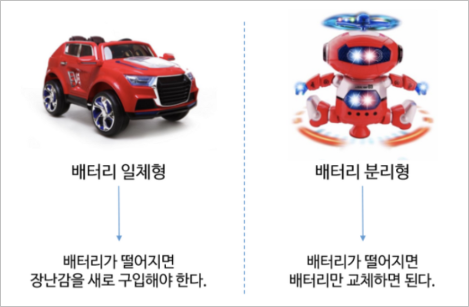 배터리 일체형
배터리가 떨어지면
장난감을 새로 구입해야 한다.
배터리 분리형
배터리가 떨어지면
배터리만 교체하면 된다.